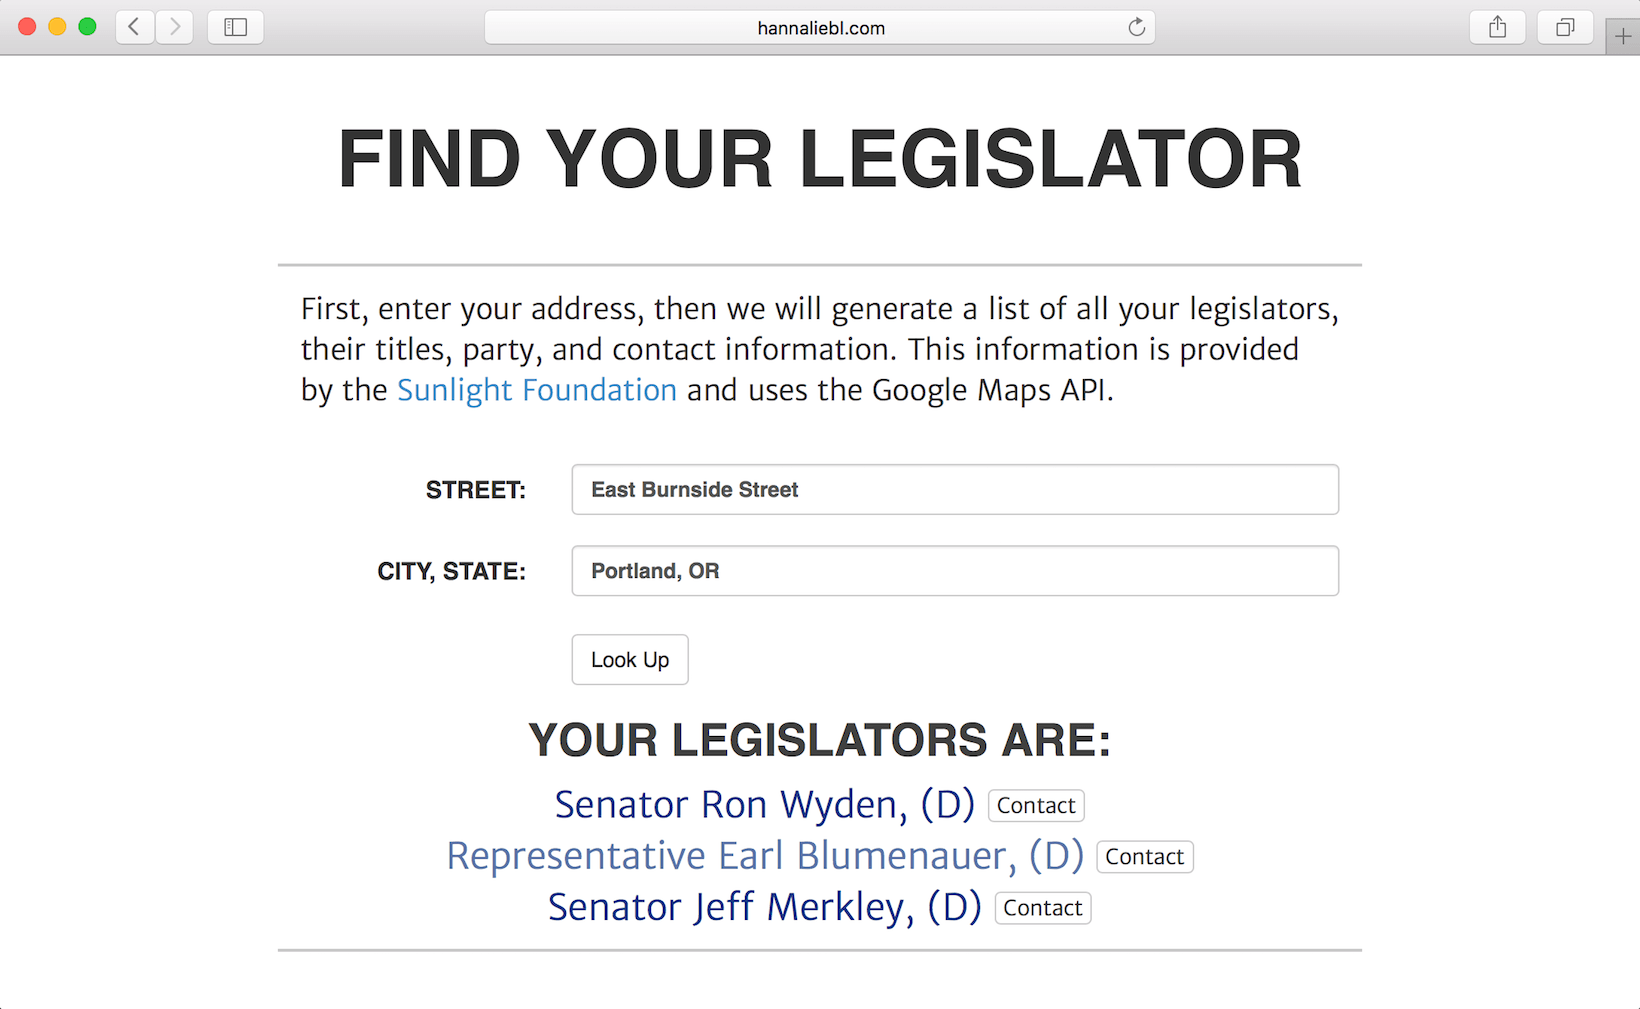 hannaliebl.com
FIND YOUR LEGISLATOR
First, enter your address, then we will generate a list of all your legislators,
their titles, party, and contact information. This information is provided
by the Sunlight Foundation and uses the Google Maps API.
STREET: East Burnside Street
CITY, STATE: Portland, OR
Look Up
YOUR LEGISLATORS ARE:
Senator Ron Wyden, (D) Contact
Representative Earl Blumenauer, (D) Contact
Senator Jeff Merkley, (D) Contact